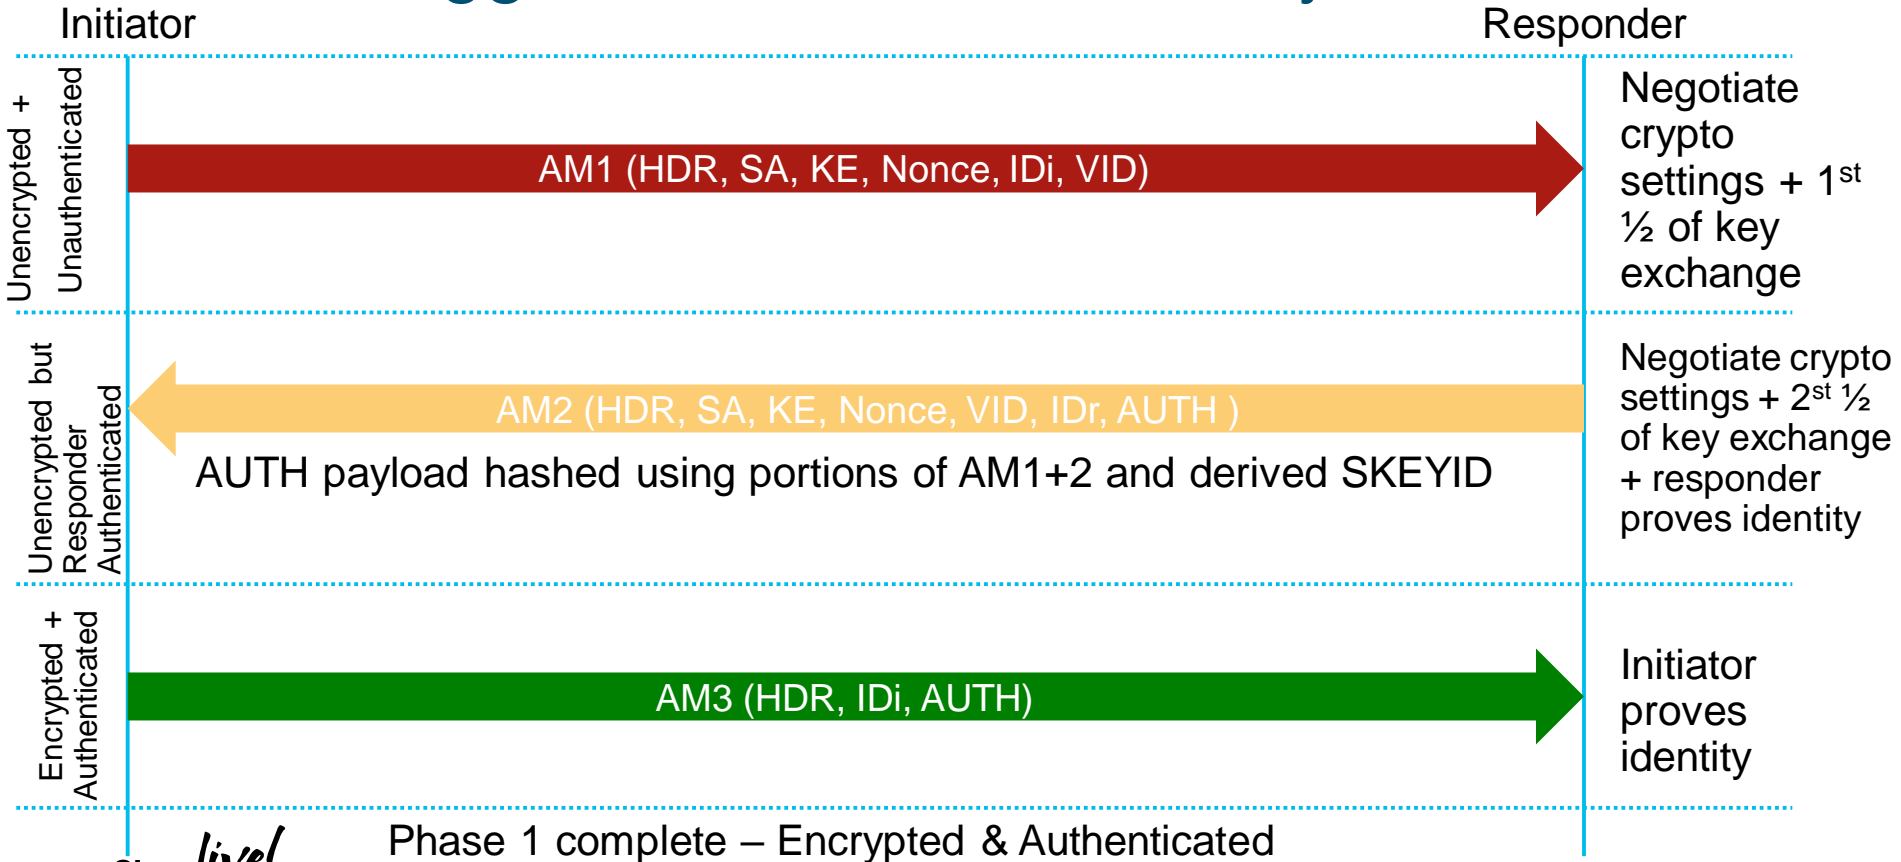 Initiator
Responder
Unencrypted +
Unauthenticated
AM1 (HDR, SA, KE, Nonce, IDi, VID)
Negotiate
crypto
settings + 1st
½ of key
exchange
Unencrypted but
Responder
Authenticated
AM2 (HDR, SA, KE, Nonce, VID, IDr, AUTH )
AUTH payload hashed using portions of AM1+2 and derived SKEYID
Negotiate crypto
settings + 2st ½
of key exchange
+ responder
proves identity
Encrypted +
Authenticated
AM3 (HDR, IDi, AUTH)
Initiator
proves
identity
live!
Phase 1 complete – Encrypted & Authenticated